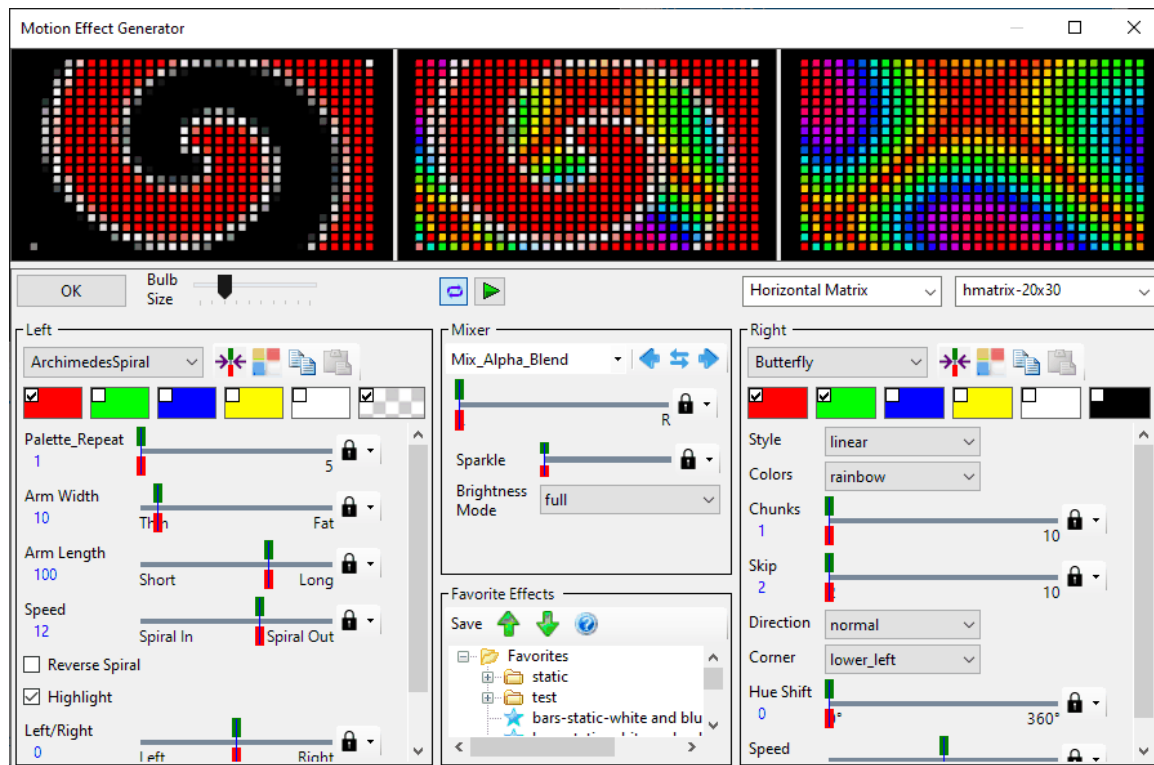 Motion Effect Generator
OK
Bulb
Size
Horizontal Matrix
hmatrix-20x30
Left
ArchimedesSpiral
Palette_Repeat
1
5
Arm Width
10
Thin
Fat
Arm Length
100
Short
Long
Speed
12
Spiral In
Spiral Out
Reverse Spiral
Highlight
Left/Right
0
Left
Right
Mixer
Mix_Alpha_Blend
R
Sparkle
Brightness
Mode
full
Favorite Effects
Save
Favorites
static
test
bars-static-white and blu
Right
Butterfly
Style
linear
Colors
rainbow
Chunks
1
10
Skip
2
10
Direction
normal
Corner
lower_left
Hue Shift
0
360°
Speed